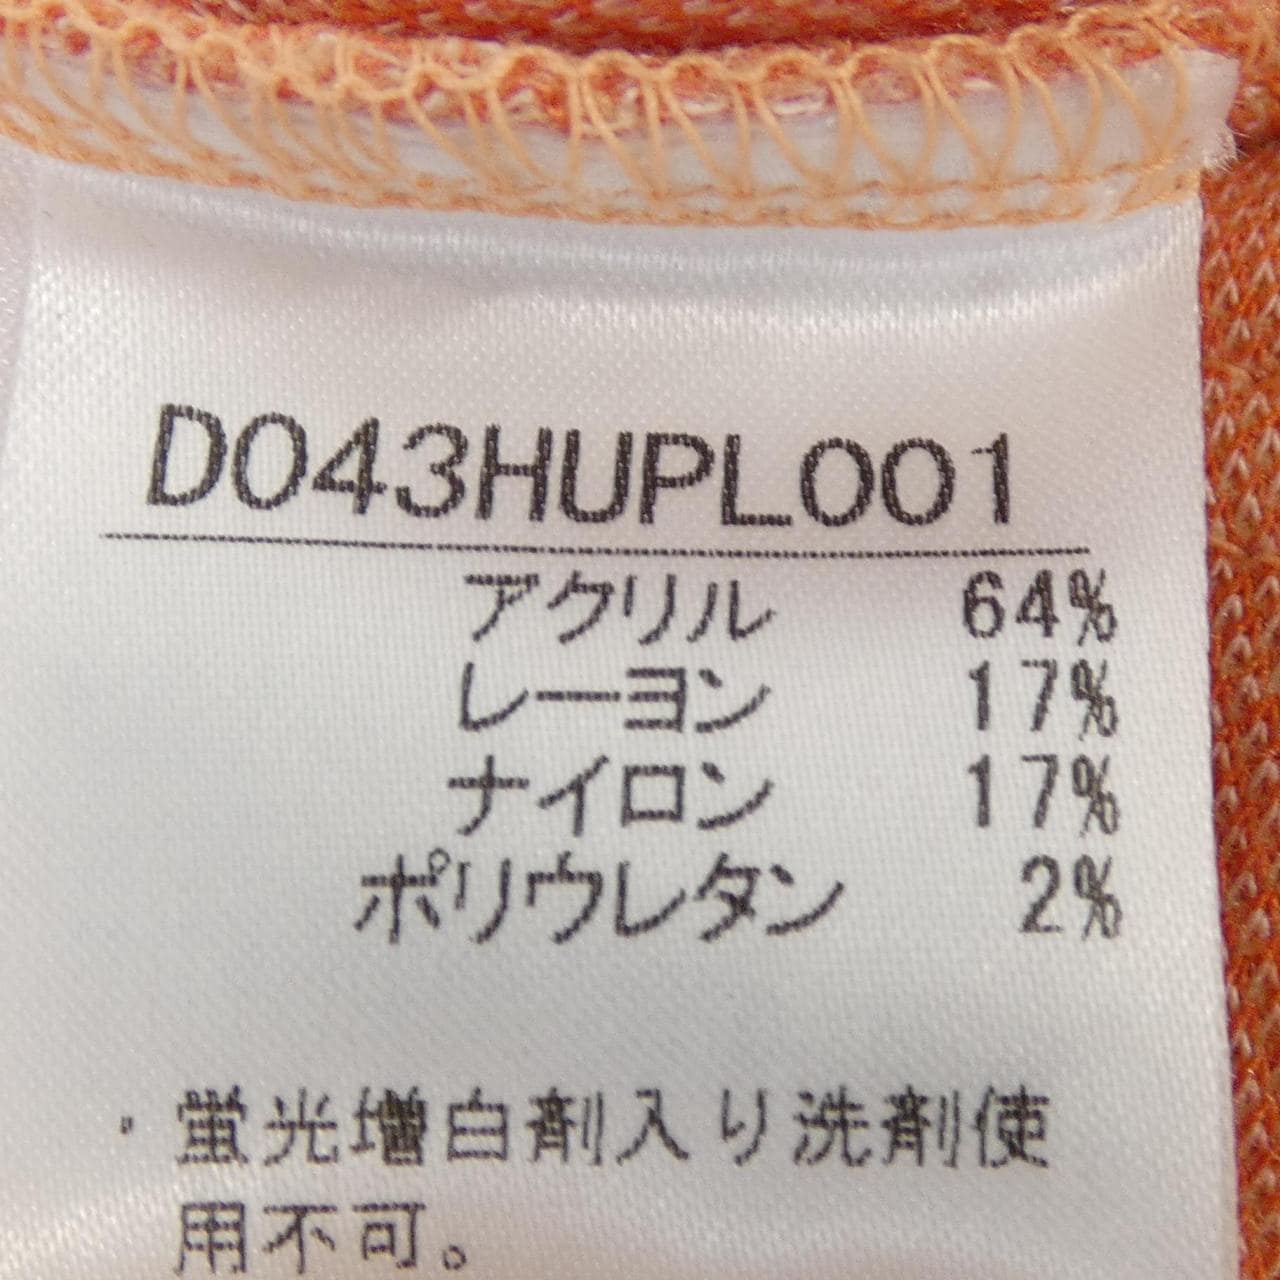 D043HUPL001
アクリル 64%
レーヨン 17%
ナイロン 17%
ポリウレタン 2%
・蛍光増白剤入り洗剤使
用不可。